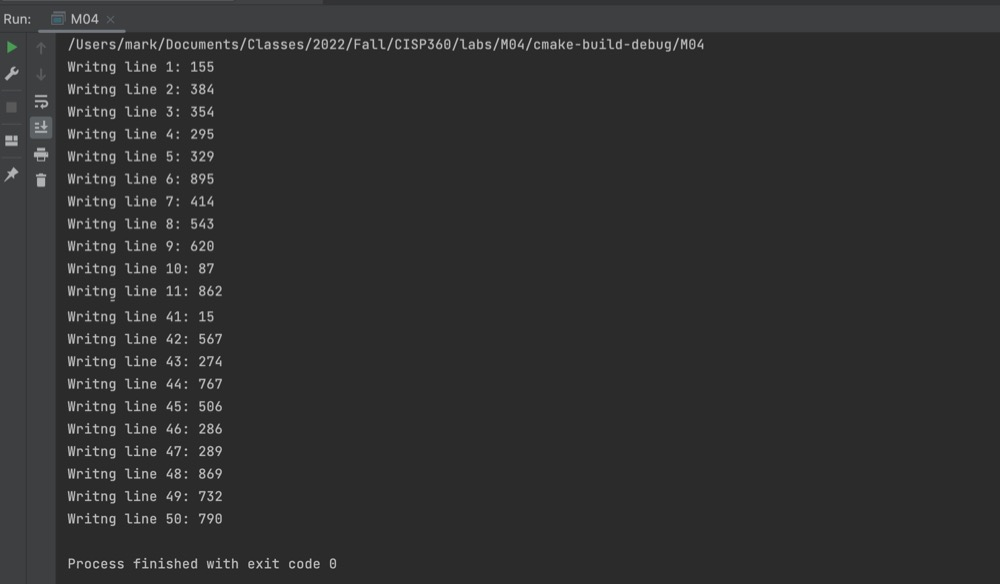 Run: M04
/Users/mark/Documents/Classes/2022/Fall/CISP360/labs/M04/cmake-build-debug/M04
Writng line 1: 155
Writng line 2: 384
Writng line 3: 354
Writng line 4: 295
Writng line 5: 329
Writng line 6: 895
Writng line 7: 414
Writng line 8: 543
Writng line 9: 620
Writng line 10: 87
Writng line 11: 862
Writng line 41: 15
Writng line 42: 567
Writng line 43: 274
Writng line 44: 767
Writng line 45: 506
Writng line 46: 286
Writng line 47: 289
Writng line 48: 869
Writng line 49: 732
Writng line 50: 790
Process finished with exit code 0